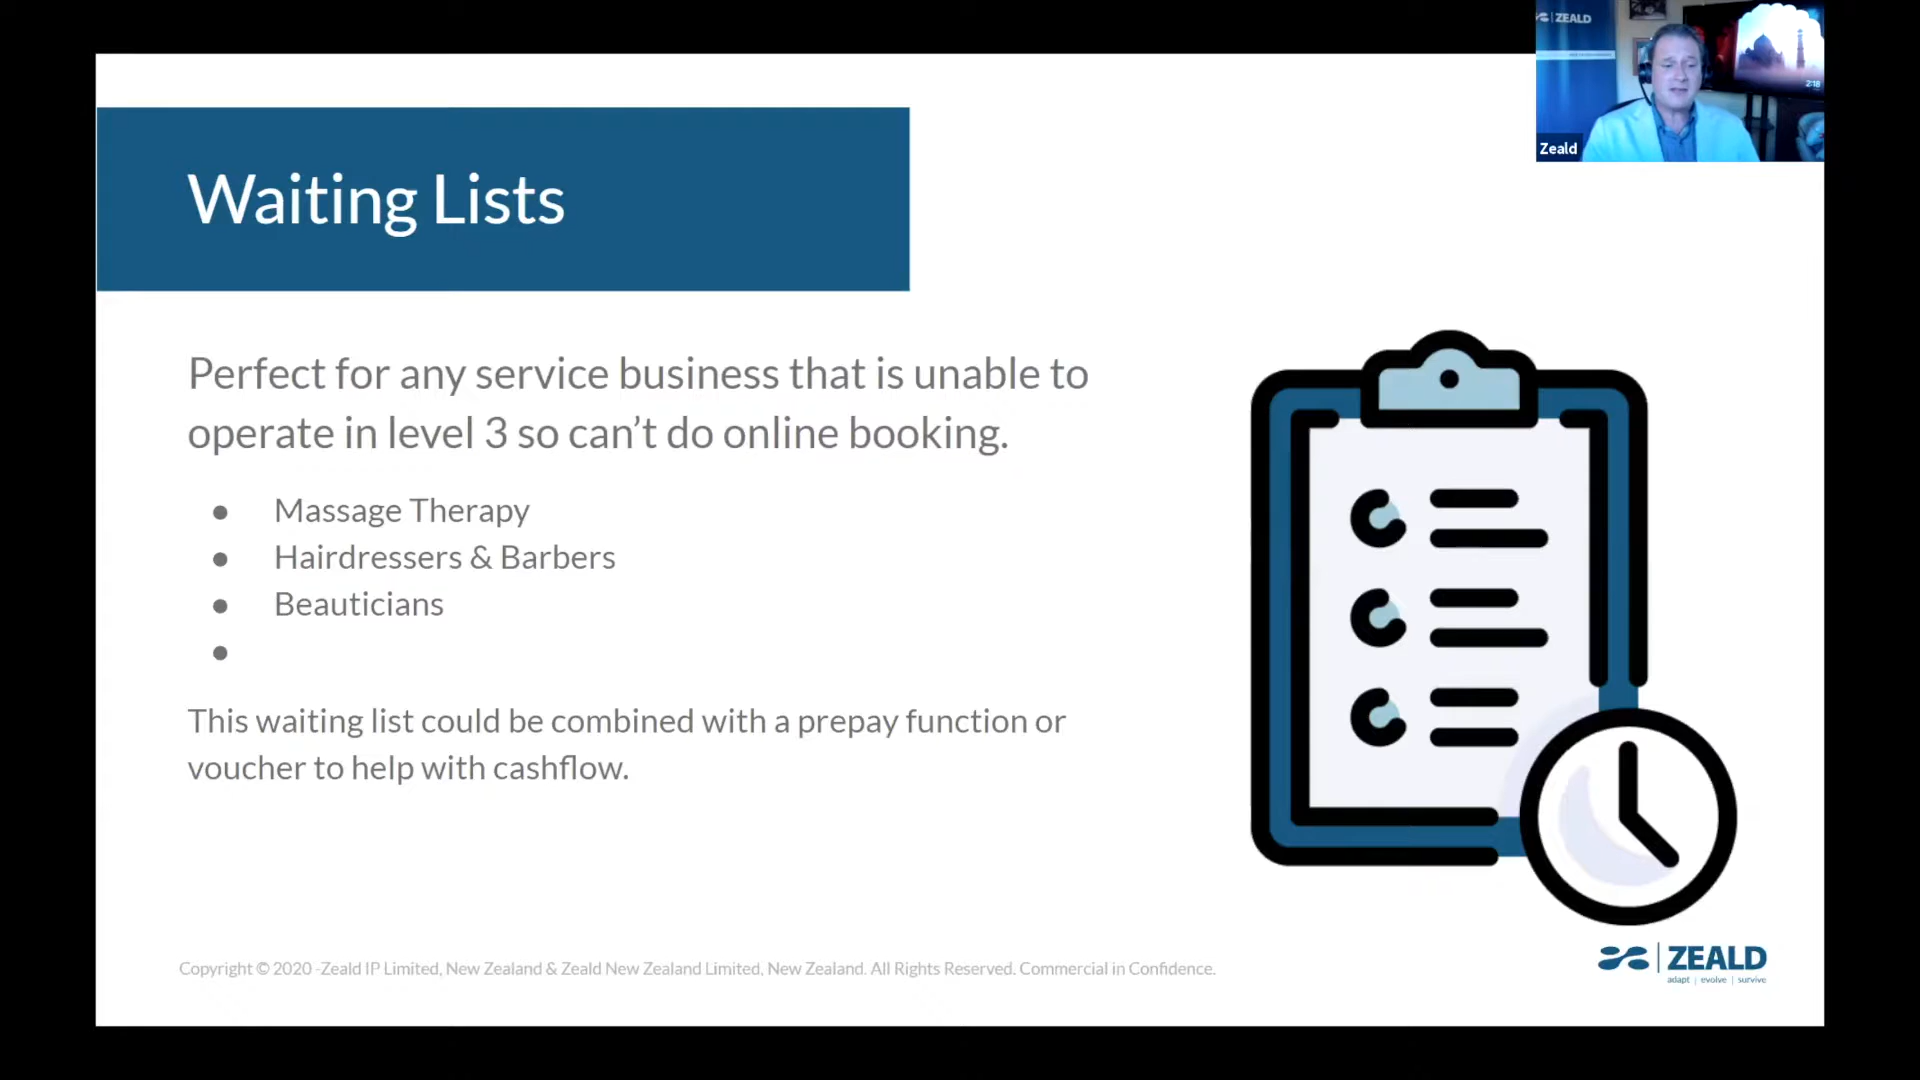 ZEALD
2:18
Zeald
Waiting Lists
Perfect for any service business that is unable to
operate in level 3 so can’t do online booking.
● Massage Therapy
● Hairdressers & Barbers
● Beauticians
●
This waiting list could be combined with a prepay function or
voucher to help with cashflow.
Copyright © 2020 -Zeald IP Limited, New Zealand & Zeald New Zealand Limited, New Zealand. All Rights Reserved. Commercial in Confidence.
ZEALD
adapt | evolve | survive